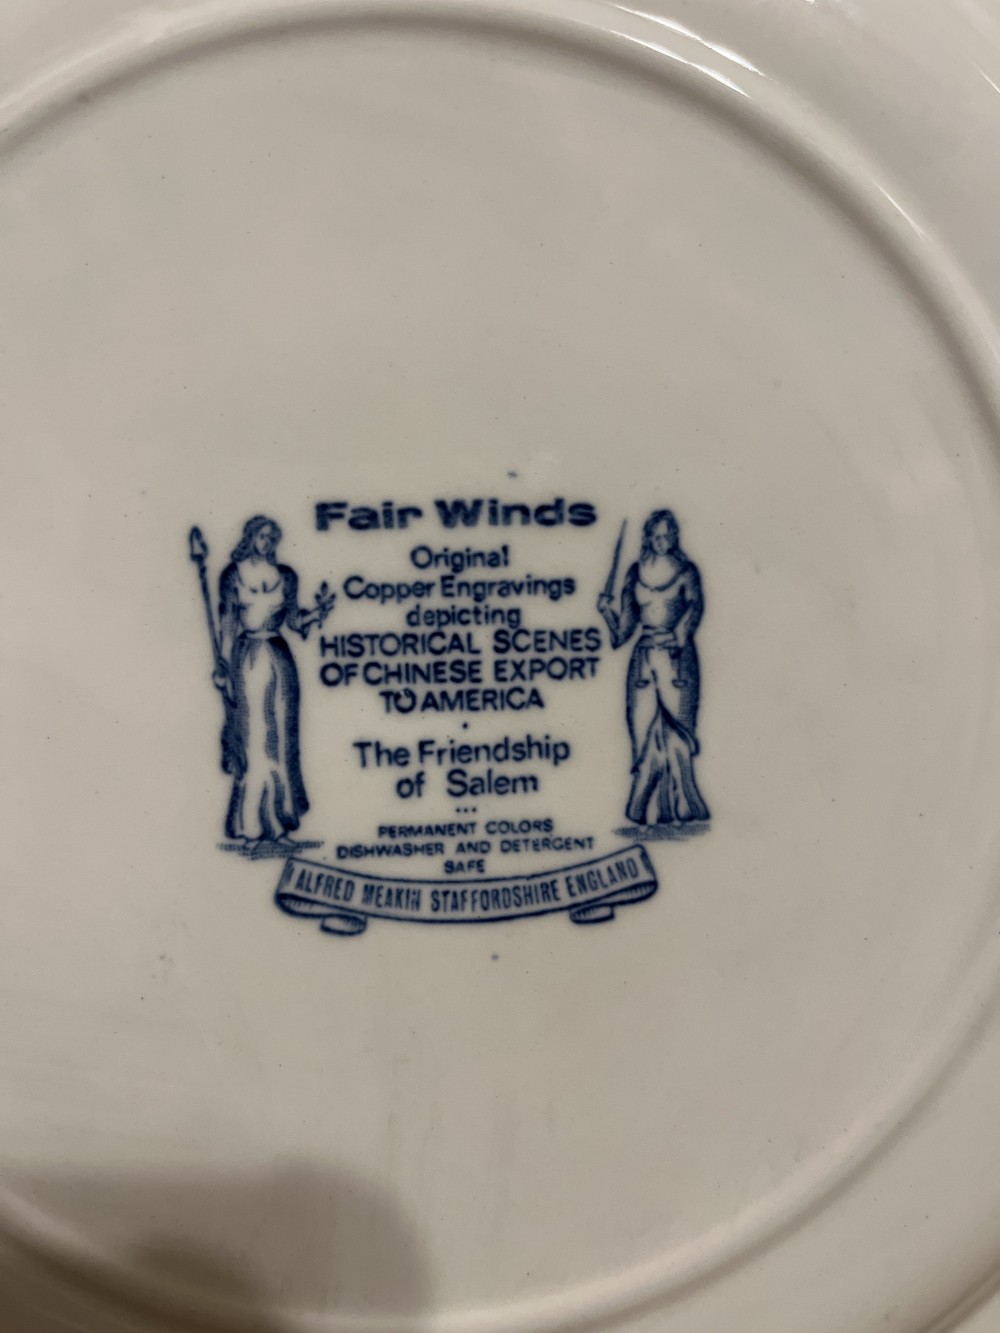 Fair Winds
Original
Copper Engravings
depicting
HISTORICAL SCENES
OF CHINESE EXPORT
TO AMERICA
The Friendship
of Salem
...
PERMANENT COLORS
DISHWASHER AND DETERGENT
SAFE
ALFRED MEAKIN STAFFORDSHIRE ENGLAND